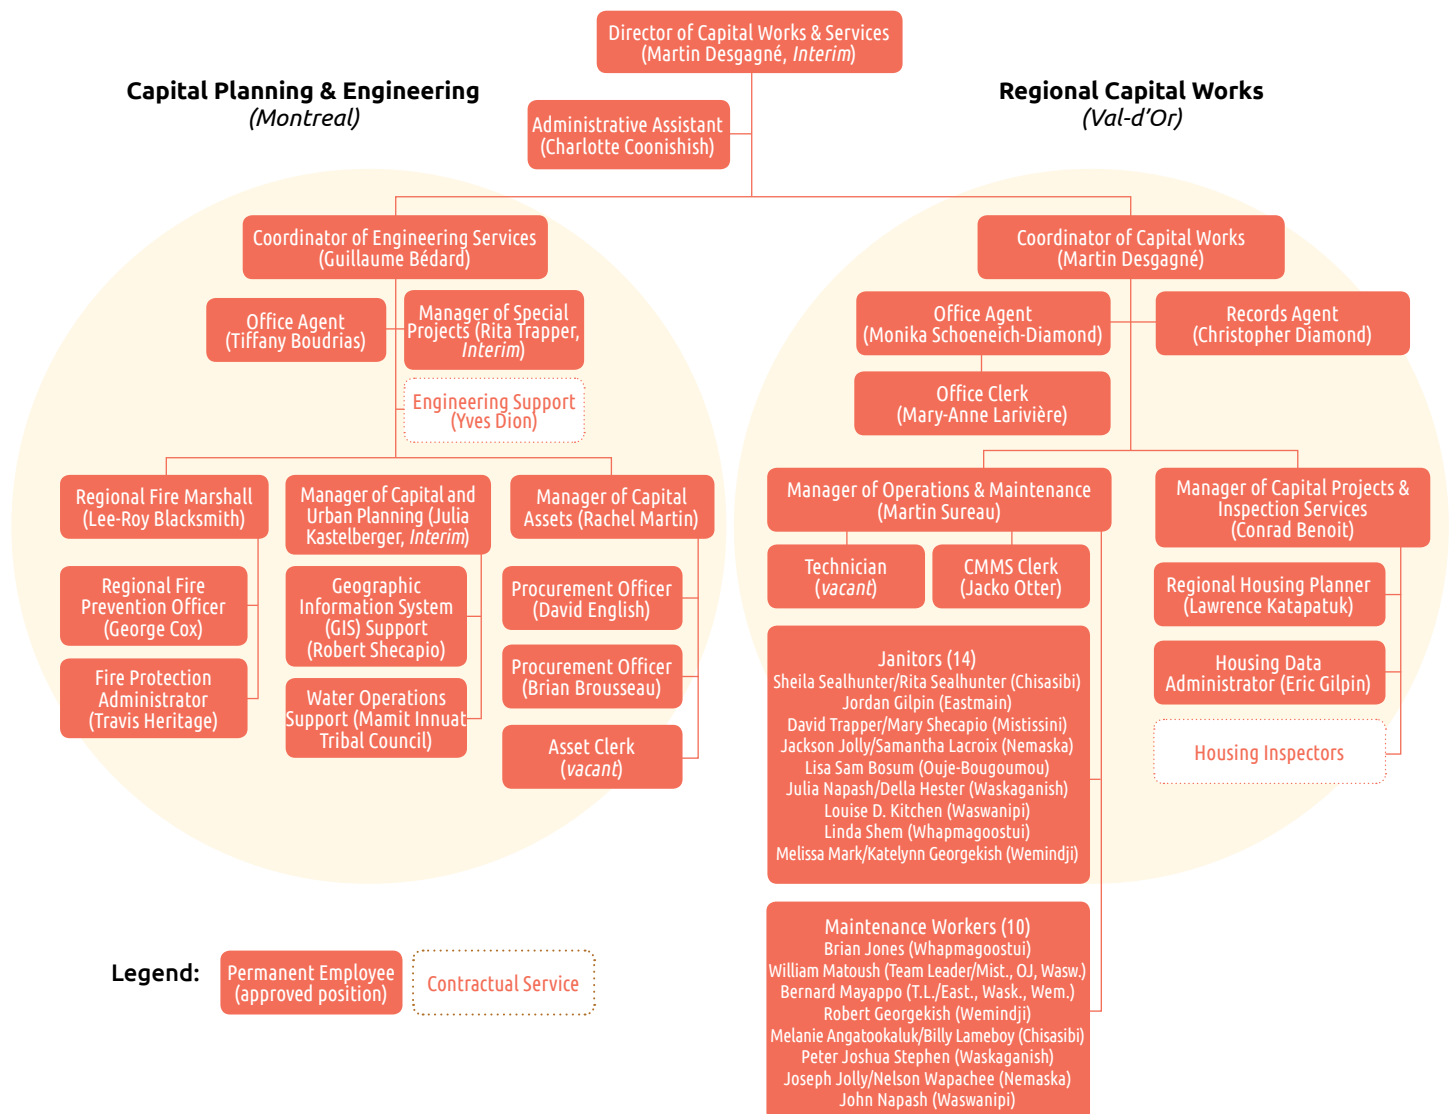 Director of Capital Works & Services
(Martin Desgagné, Interim)
Capital Planning & Engineering
(Montreal)
Regional Capital Works
(Val-d'Or)
Administrative Assistant
(Charlotte Coonishish)
Coordinator of Engineering Services
(Guillaume Bédard)
Office Agent
(Tiffany Boudrias)
Manager of Special
Projects (Rita Trapper,
Interim)
Engineering Support
(Yves Dion)
Regional Fire Marshall
(Lee-Roy Blacksmith)
Regional Fire
Prevention Officer
(George Cox)
Fire Protection
Administrator
(Travis Heritage)
Manager of Capital and
Urban Planning (Julia
Kastelberger, Interim)
Geographic
Information System
(GIS) Support
(Robert Shecapio)
Water Operations
Support (Mamit Innuat
Tribal Council)
Manager of Capital
Assets (Rachel Martin)
Procurement Officer
(David English)
Procurement Officer
(Brian Brousseau)
Asset Clerk
(vacant)
Coordinator of Capital Works
(Martin Desgagné)
Office Agent
(Monika Schoeneich-Diamond)
Records Agent
(Christopher Diamond)
Office Clerk
(Mary-Anne Larivière)
Manager of Operations & Maintenance
(Martin Sureau)
Technician
(vacant)
CMMS Clerk
(Jacko Otter)
Janitors (14)
Sheila Sealhunter/Rita Sealhunter (Chisasibi)
Jordan Gilpin (Eastmain)
David Trapper/Mary Shecapio (Mistissini)
Jackson Jolly/Samantha Lacroix (Nemaska)
Lisa Sam Bosum (Ouje-Bougoumou)
Julia Napash/Della Hester (Waskaganish)
Louise D. Kitchen (Waswanipi)
Linda Shem (Whapmagoostui)
Melissa Mark/Katelynn Georgekish (Wemindji)
Maintenance Workers (10)
Brian Jones (Whapmagoostui)
William Matoush (Team Leader/Mist., OJ, Wasw.)
Bernard Mayappo (T.L./East., Wask., Wem.)
Robert Georgekish (Wemindji)
Melanie Angatookaluk/Billy Lameboy (Chisasibi)
Peter Joshua Stephen (Waskaganish)
Joseph Jolly/Nelson Wapachee (Nemaska)
John Napash (Waswanipi)
Manager of Capital Projects &
Inspection Services
(Conrad Benoit)
Regional Housing Planner
(Lawrence Katapatuk)
Housing Data
Administrator (Eric Gilpin)
Housing Inspectors
Legend:
Permanent Employee
(approved position)
Contractual Service